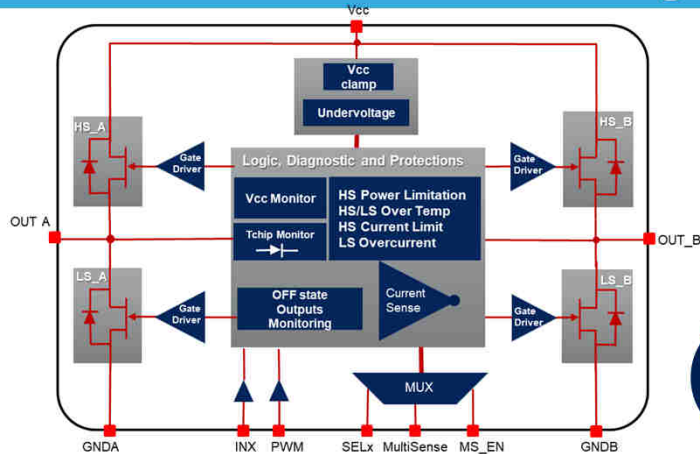 Vcc
Vcc
clamp
Undervoltage
HS_A
HS_B
Gate
Driver
Logic, Diagnostic and Protections
Gate
Driver
Vcc Monitor
HS Power Limitation
HS/LS Over Temp
HS Current Limit
LS Overcurrent
Tchip Monitor
OUT A
OUT_B
LS_A
LS_B
Gate
Driver
OFF state
Outputs
Monitoring
Current
Sense
Gate
Driver
MUX
GNDA
INX
PWM
SELx
MultiSense
MS_EN
GNDB